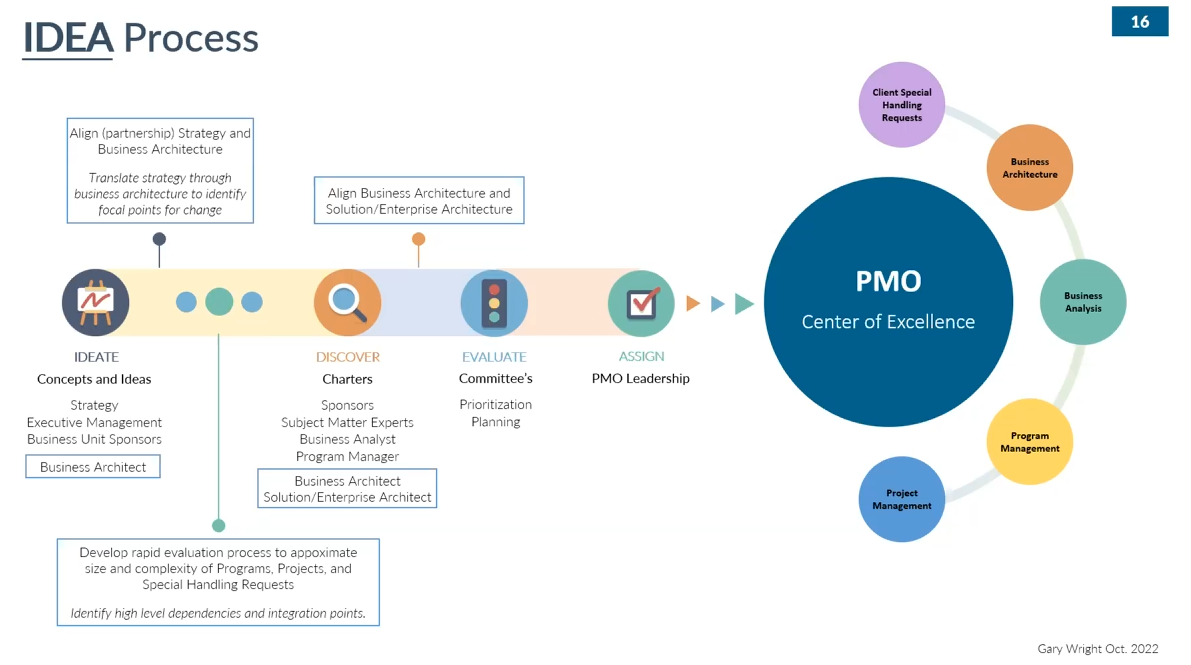 IDEA Process
16
Align (partnership) Strategy and
Business Architecture
Translate strategy through
business architecture to identify
focal points for change
Align Business Architecture and
Solution/Enterprise Architecture
IDEATE
Concepts and Ideas
Strategy
Executive Management
Business Unit Sponsors
Business Architect
DISCOVER
Charters
Sponsors
Subject Matter Experts
Business Analyst
Program Manager
Business Architect
Solution/Enterprise Architect
EVALUATE
Committee's
Prioritization
Planning
ASSIGN
PMO Leadership
Develop rapid evaluation process to appoximate
size and complexity of Programs, Projects, and
Special Handling Requests
Identify high level dependencies and integration points.
PMO
Center of Excellence
Client Special
Handling
Requests
Business
Architecture
Business
Analysis
Program
Management
Project
Management
Gary Wright Oct. 2022